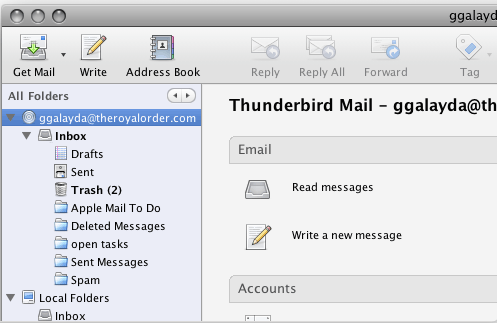 ggalayd
Get Mail Write Address Book Reply Reply All Forward Tag
All Folders
ggalayda@theroyalorder.com
Inbox
Drafts
Sent
Trash (2)
Apple Mail To Do
Deleted Messages
open tasks
Sent Messages
Spam
Local Folders
Inbox
Thunderbird Mail – ggalayda@th
Email
Read messages
Write a new message
Accounts